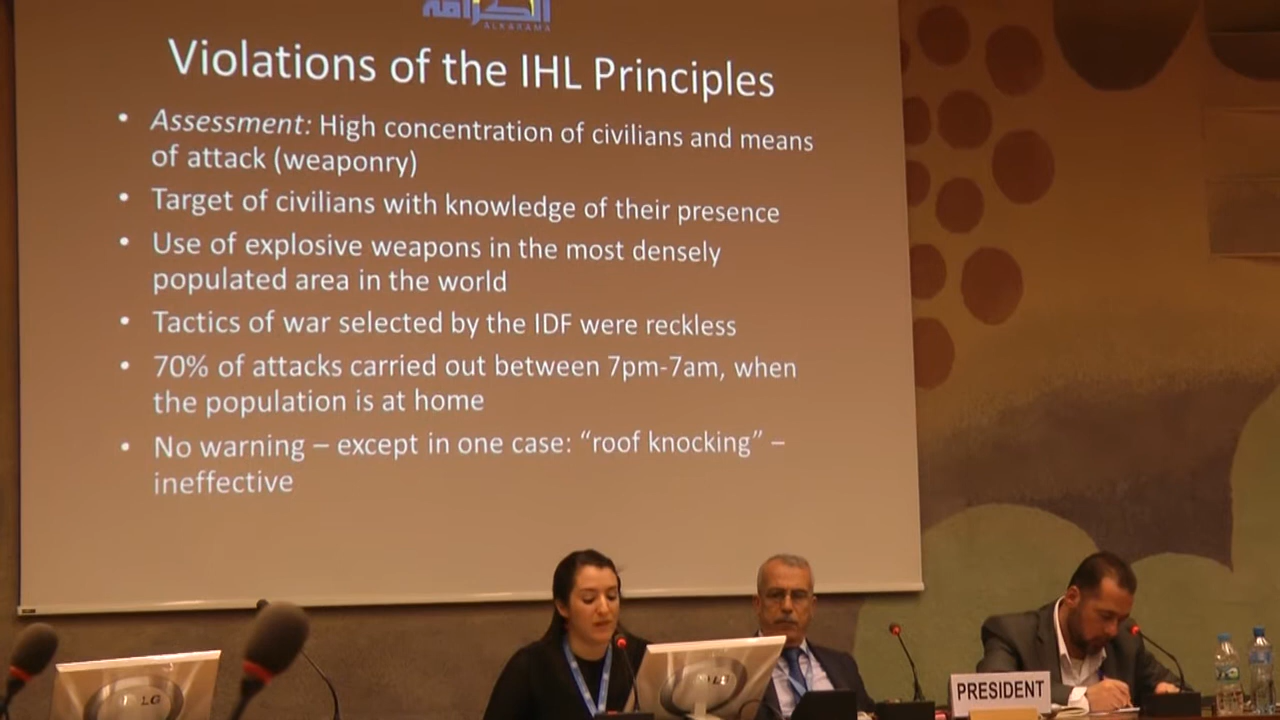 الكرامة
ALKARAMA
Violations of the IHL Principles
• Assessment: High concentration of civilians and means
of attack (weaponry)
• Target of civilians with knowledge of their presence
• Use of explosive weapons in the most densely
populated area in the world
• Tactics of war selected by the IDF were reckless
• 70% of attacks carried out between 7pm-7am, when
the population is at home
• No warning – except in one case: “roof knocking” –
ineffective
LG
PRESIDENT